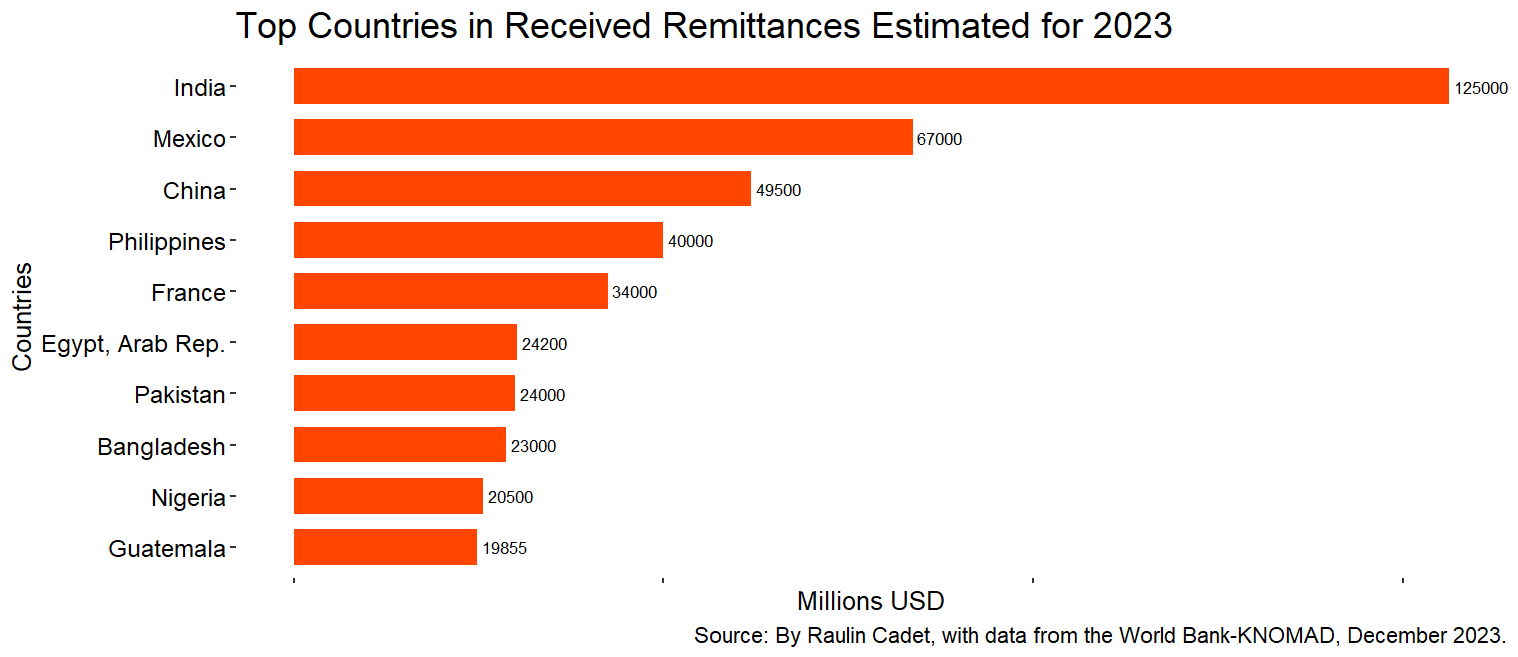 Top Countries in Received Remittances Estimated for 2023
India 125000
Mexico 67000
China 49500
Philippines 40000
France 34000
Countries
Egypt, Arab Rep. 24200
Pakistan 24000
Bangladesh 23000
Nigeria 20500
Guatemala 19855
Millions USD
Source: By Raulin Cadet, with data from the World Bank-KNOMAD, December 2023.